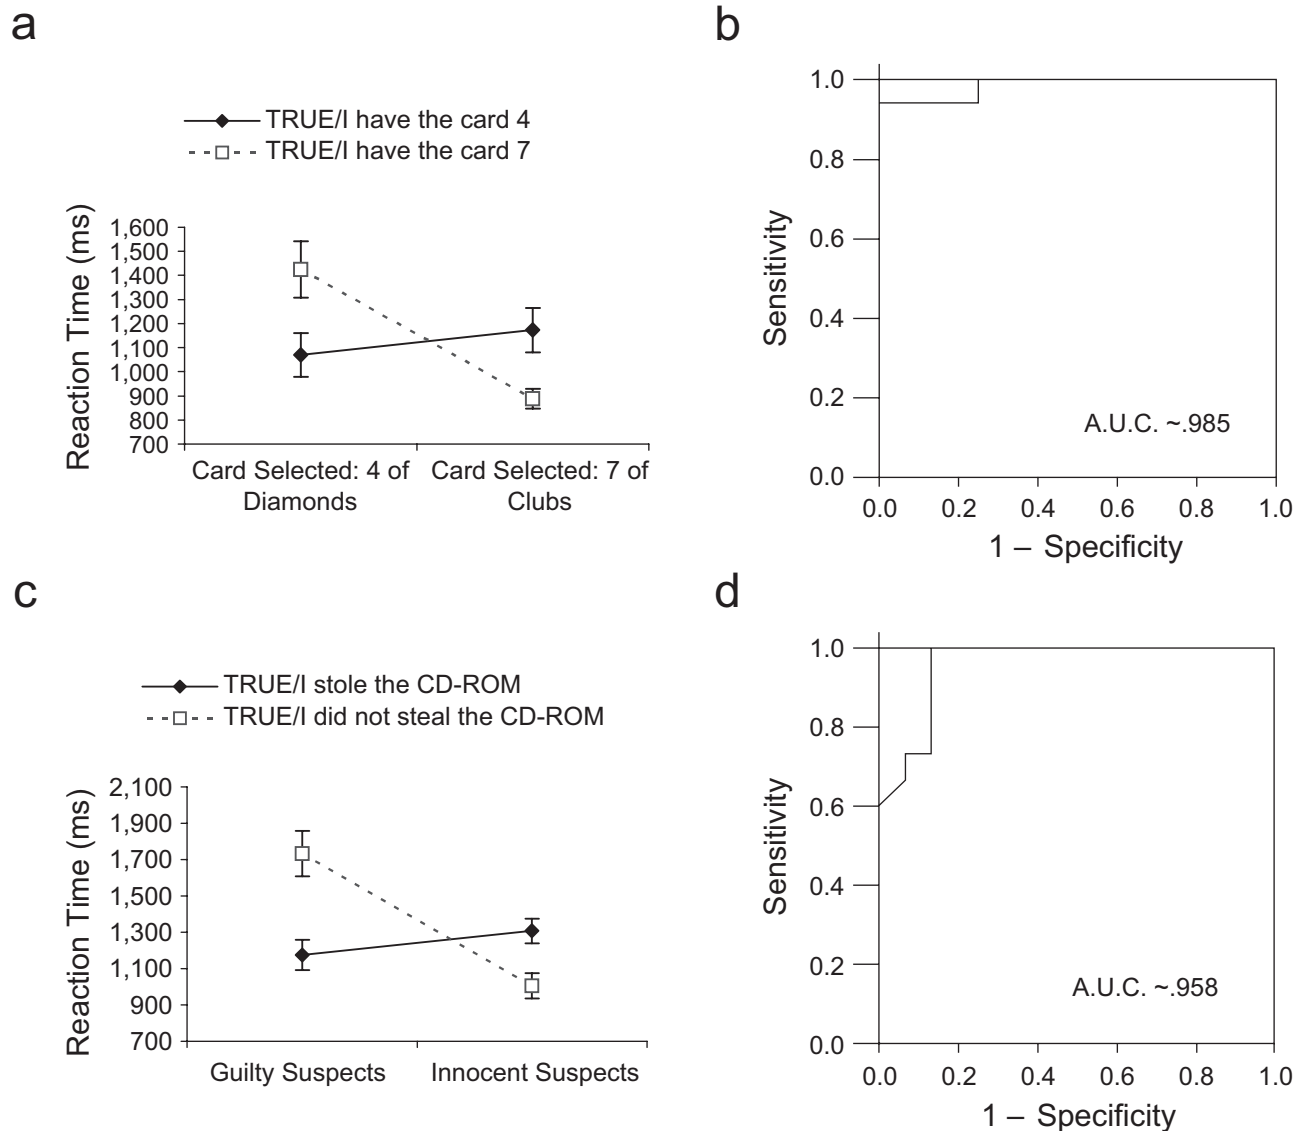 a
TRUE/I have the card 4
TRUE/I have the card 7
Reaction Time (ms)
1,600
1,500
1,400
1,300
1,200
1,100
1,000
900
800
700
Card Selected: 4 of
Diamonds
Card Selected: 7 of
Clubs
b
Sensitivity
1.0
0.8
0.6
0.4
0.2
0.0
A.U.C. ~.985
0.0 0.2 0.4 0.6 0.8 1.0
1 – Specificity
c
TRUE/I stole the CD-ROM
TRUE/I did not steal the CD-ROM
Reaction Time (ms)
2,100
1,900
1,700
1,500
1,300
1,100
900
700
Guilty Suspects
Innocent Suspects
d
Sensitivity
1.0
0.8
0.6
0.4
0.2
0.0
A.U.C. ~.958
0.0 0.2 0.4 0.6 0.8 1.0
1 – Specificity